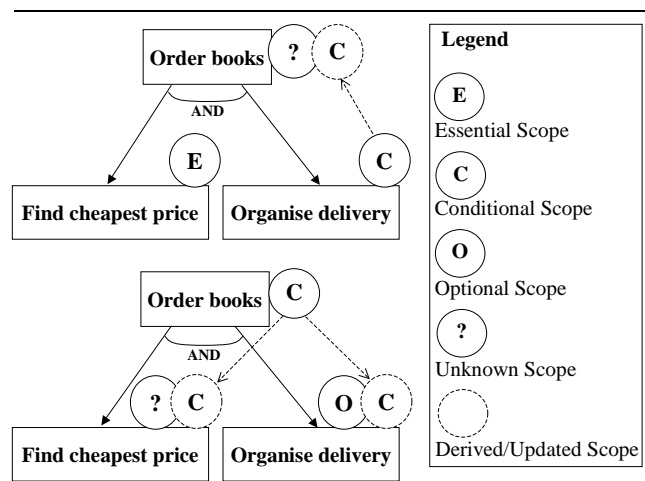 Order books
?
C
AND
E
C
Find cheapest price
Organise delivery
Order books
C
AND
?
C
O
C
Find cheapest price
Organise delivery
Legend
E
Essential Scope
C
Conditional Scope
O
Optional Scope
?
Unknown Scope
Derived/Updated Scope